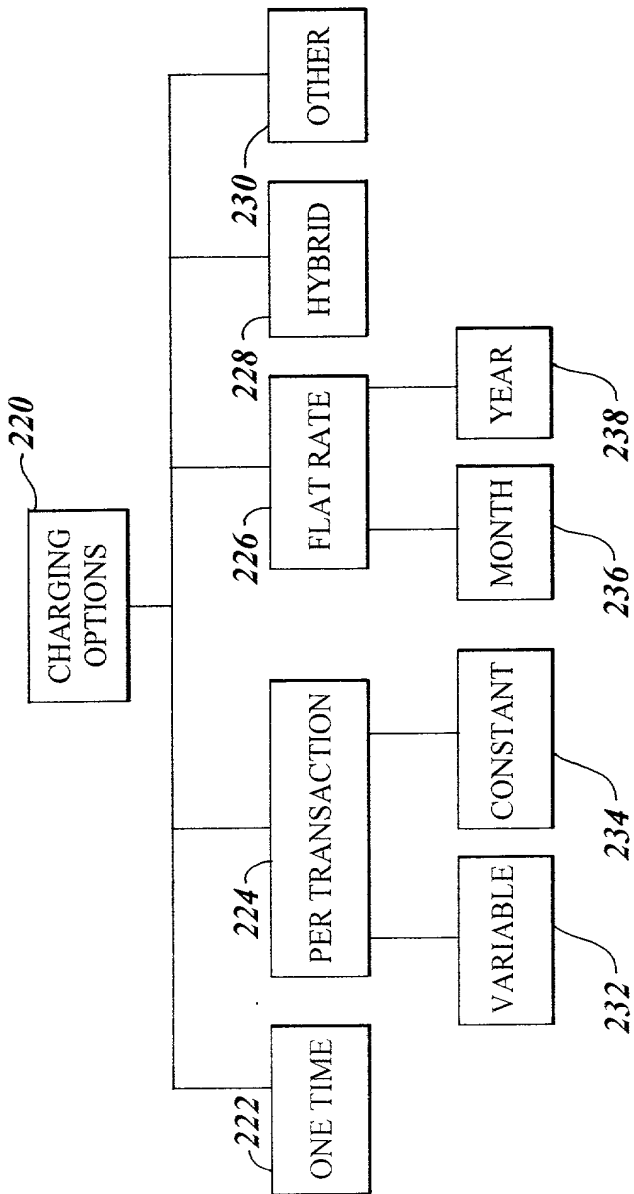 220
CHARGING
OPTIONS
222
ONE TIME
224
PER TRANSACTION
226
FLAT RATE
228
HYBRID
230
OTHER
VARIABLE
232
CONSTANT
234
MONTH
236
YEAR
238